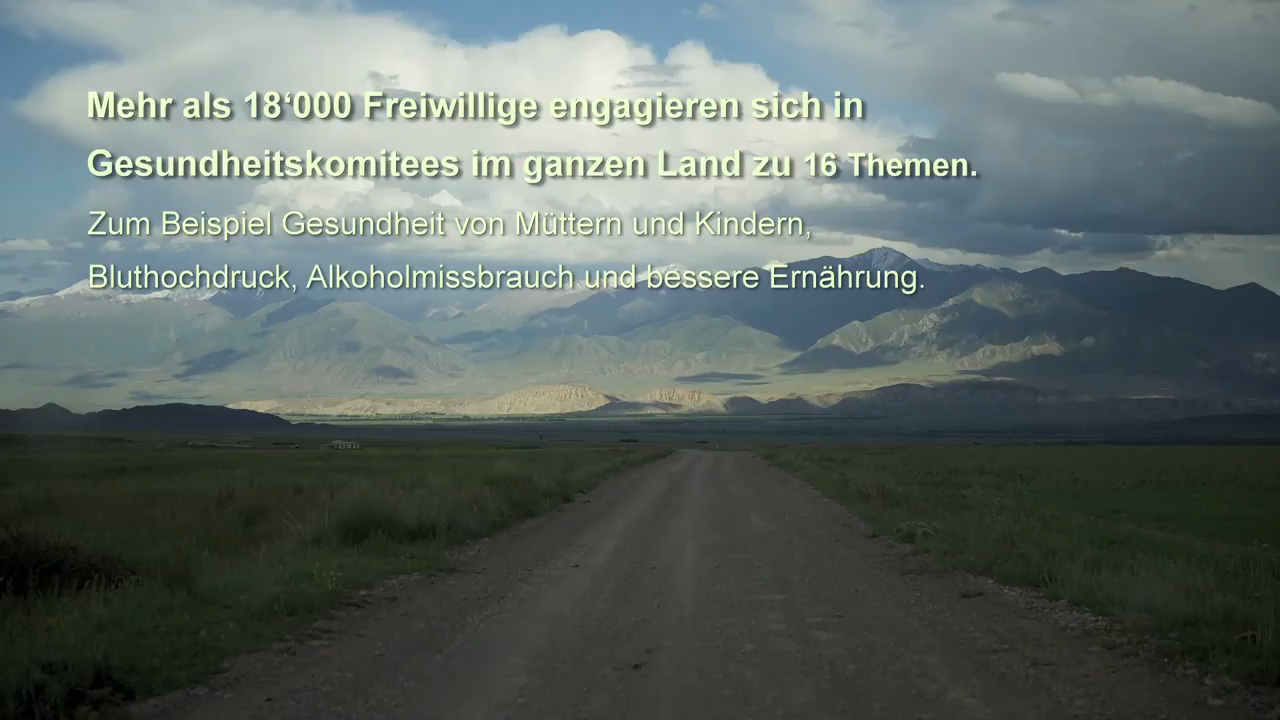 Mehr als 18‘000 Freiwillige engagieren sich in
Gesundheitskomitees im ganzen Land zu 16 Themen.
Zum Beispiel Gesundheit von Müttern und Kindern,
Bluthochdruck, Alkoholmissbrauch und bessere Ernährung.